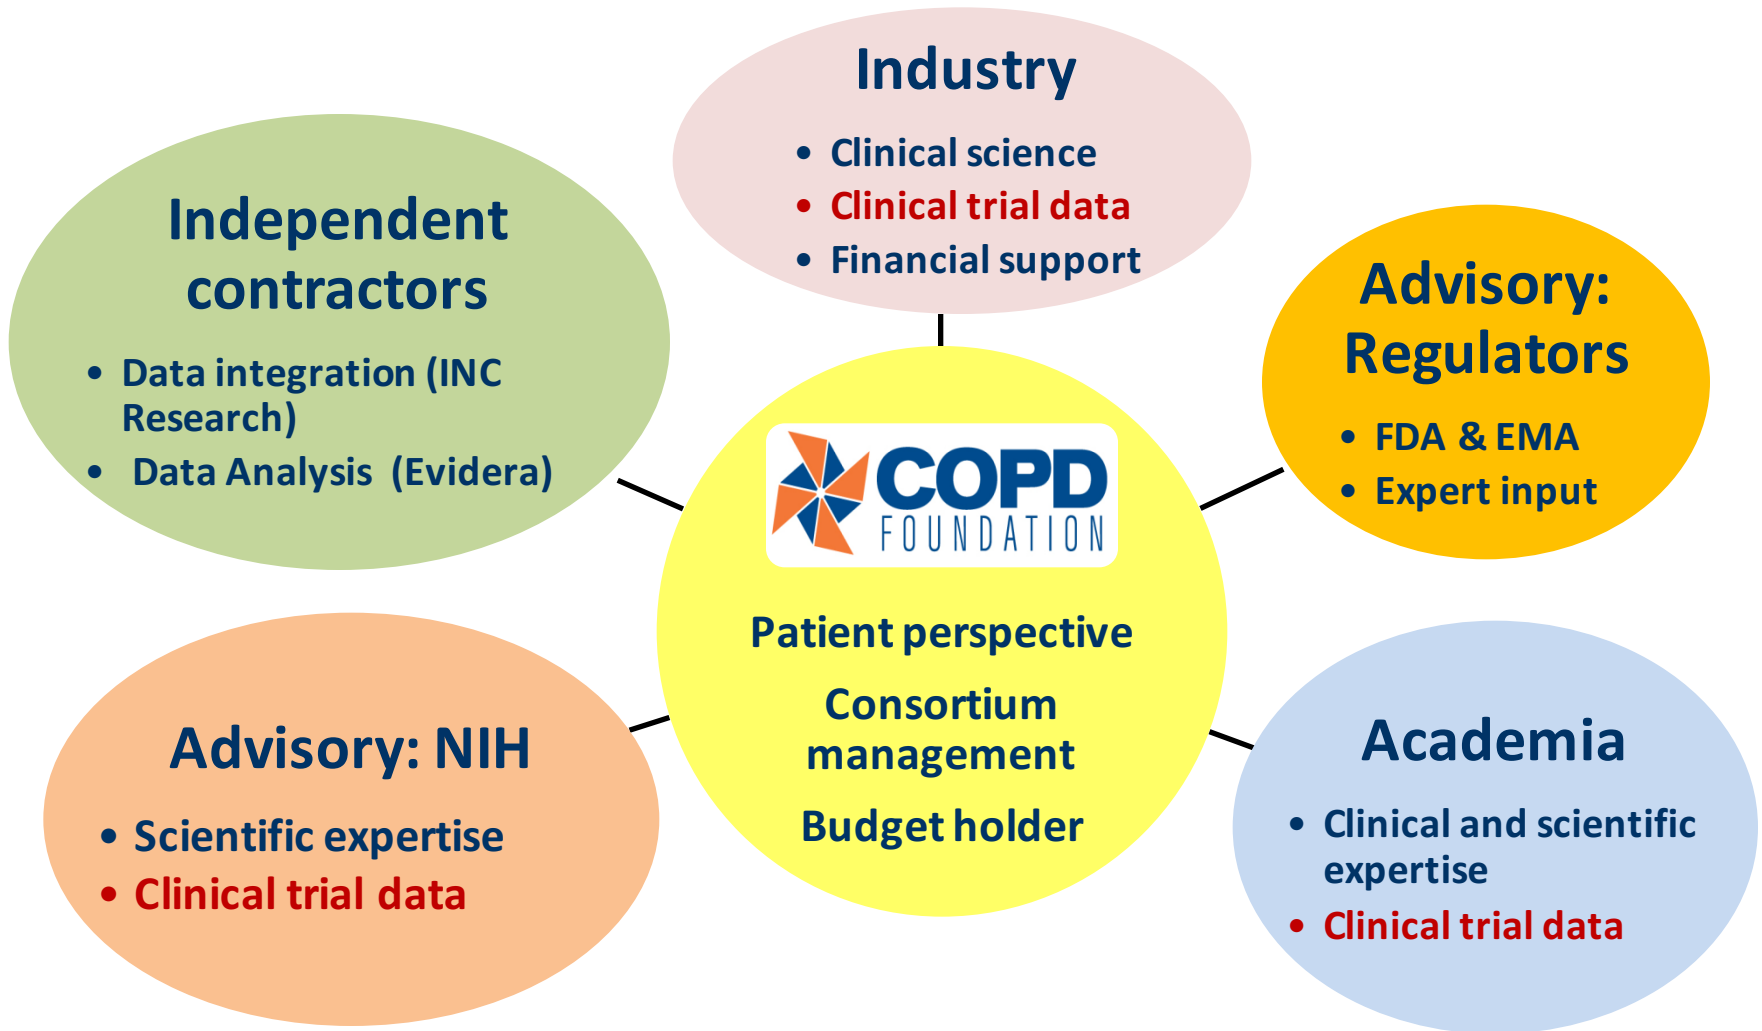 Industry
• Clinical science
• Clinical trial data
• Financial support
Independent
contractors
• Data integration (INC
Research)
• Data Analysis (Evidera)
Advisory:
Regulators
• FDA & EMA
• Expert input
COPD
FOUNDATION
Patient perspective
Consortium
management
Budget holder
Advisory: NIH
• Scientific expertise
• Clinical trial data
Academia
• Clinical and scientific
expertise
• Clinical trial data